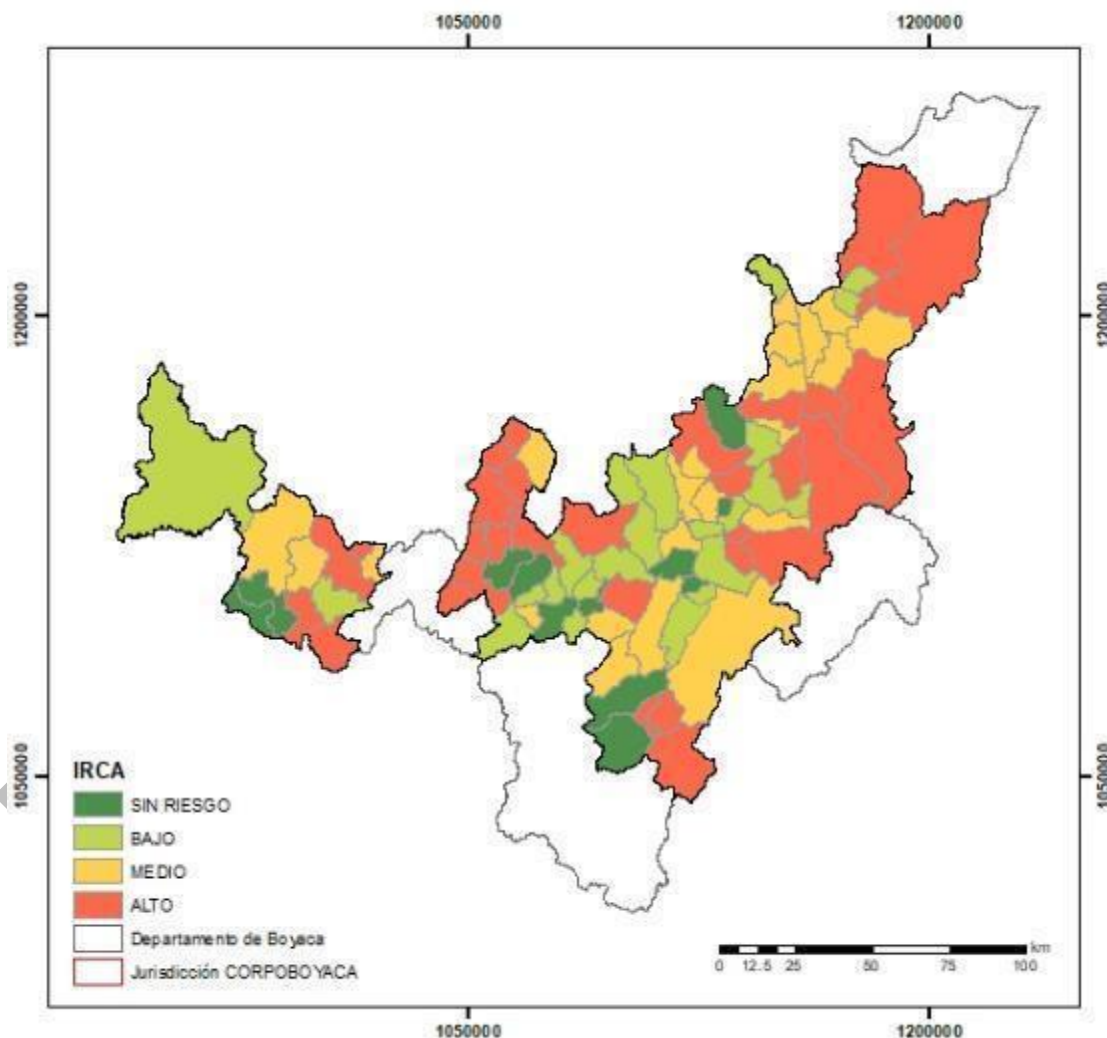 1050000 1200000
1200000 1200000
1050000 1050000
IRCA
SIN RIESGO
BAJO
MEDIO
ALTO
Departamento de Boyaca
Jurisdicción CORPOBOYACA
km
0 12.5 25 50 75 100
1050000 1200000